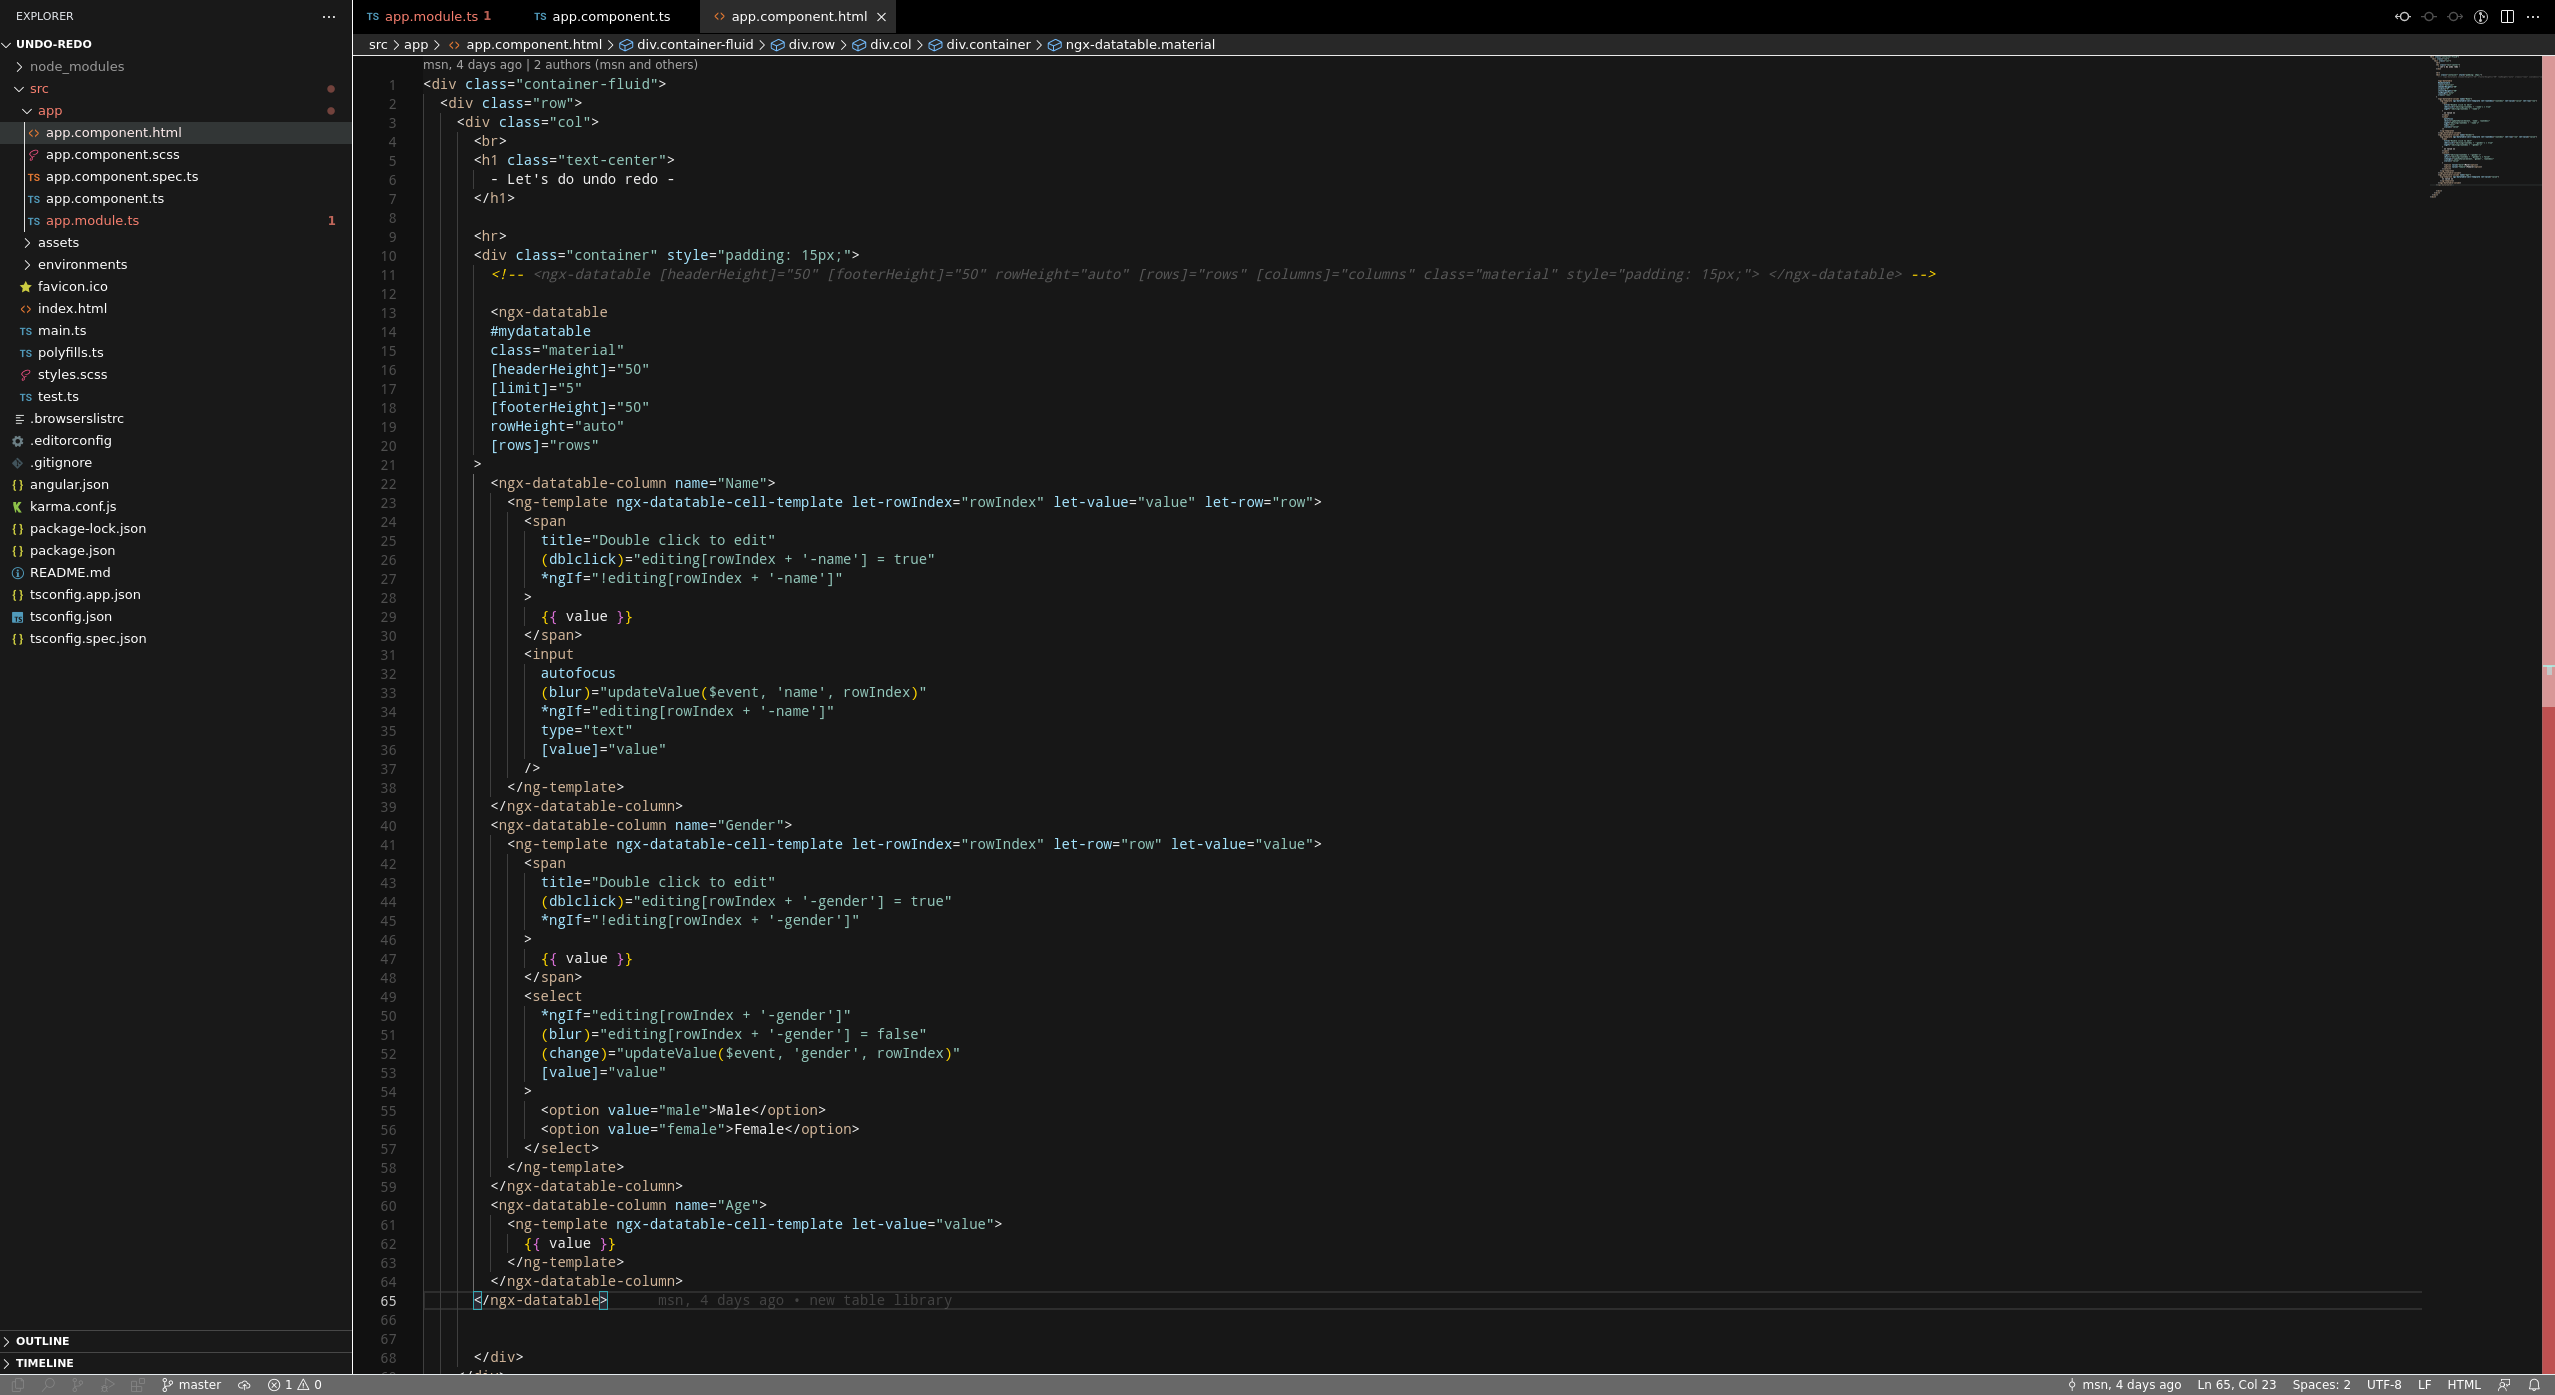 EXPLORER
UNDO-REDO
node_modules
src
app
app.component.html
app.component.scss
app.component.spec.ts
app.component.ts
app.module.ts 1
assets
environments
favicon.ico
index.html
main.ts
polyfills.ts
styles.scss
test.ts
.browserslistrc
.editorconfig
.gitignore
angular.json
karma.conf.js
package-lock.json
package.json
README.md
tsconfig.app.json
tsconfig.json
tsconfig.spec.json
OUTLINE
TIMELINE
TS app.module.ts 1 TS app.component.ts <> app.component.html
src > app > <> app.component.html > div.container-fluid > div.row > div.col > div.container > ngx-datatable.material
msn, 4 days ago | 2 authors (msn and others)
1 <div class="container-fluid">
2 <div class="row">
3 <div class="col">
4 <br>
5 <h1 class="text-center">
6 - Let's do undo redo -
7 </h1>
8
9 <hr>
10 <div class="container" style="padding: 15px;">
11 <!-- <ngx-datatable [headerHeight]="50" [footerHeight]="50" rowHeight="auto" [rows]="rows" [columns]="columns" class="material" style="padding: 15px;"> </ngx-datatable> -->
12
13 <ngx-datatable
14 #mydatatable
15 class="material"
16 [headerHeight]="50"
17 [limit]="5"
18 [footerHeight]="50"
19 rowHeight="auto"
20 [rows]="rows"
21 >
22 <ngx-datatable-column name="Name">
23 <ng-template ngx-datatable-cell-template let-rowIndex="rowIndex" let-value="value" let-row="row">
24 <span
25 title="Double click to edit"
26 (dblclick)="editing[rowIndex + '-name'] = true"
27 *ngIf="!editing[rowIndex + '-name']"
28 >
29 {{ value }}
30 </span>
31 <input
32 autofocus
33 (blur)="updateValue($event, 'name', rowIndex)"
34 *ngIf="editing[rowIndex + '-name']"
35 type="text"
36 [value]="value"
37 />
38 </ng-template>
39 </ngx-datatable-column>
40 <ngx-datatable-column name="Gender">
41 <ng-template ngx-datatable-cell-template let-rowIndex="rowIndex" let-row="row" let-value="value">
42 <span
43 title="Double click to edit"
44 (dblclick)="editing[rowIndex + '-gender'] = true"
45 *ngIf="!editing[rowIndex + '-gender']"
46 >
47 {{ value }}
48 </span>
49 <select
50 *ngIf="editing[rowIndex + '-gender']"
51 (blur)="editing[rowIndex + '-gender'] = false"
52 (change)="updateValue($event, 'gender', rowIndex)"
53 [value]="value"
54 >
55 <option value="male">Male</option>
56 <option value="female">Female</option>
57 </select>
58 </ng-template>
59 </ngx-datatable-column>
60 <ngx-datatable-column name="Age">
61 <ng-template ngx-datatable-cell-template let-value="value">
62 {{ value }}
63 </ng-template>
64 </ngx-datatable-column>
65 </ngx-datatable> msn, 4 days ago • new table library
66
67
68 </div>
master 1 0 msn, 4 days ago Ln 65, Col 23 Spaces: 2 UTF-8 LF HTML